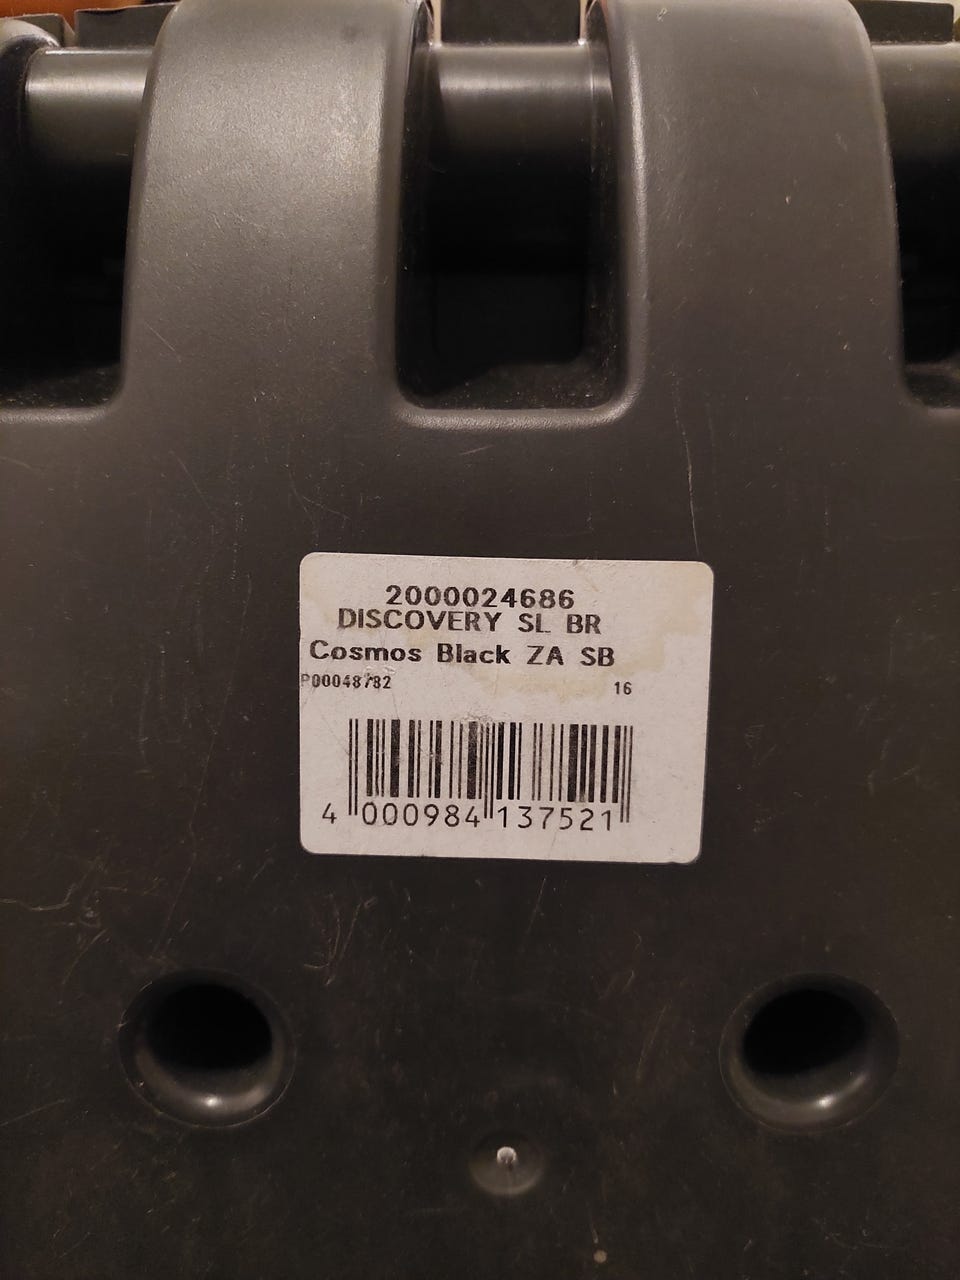 2000024686
DISCOVERY SL BR
Cosmos Black ZA SB
P00048782 16
4 000984 137521